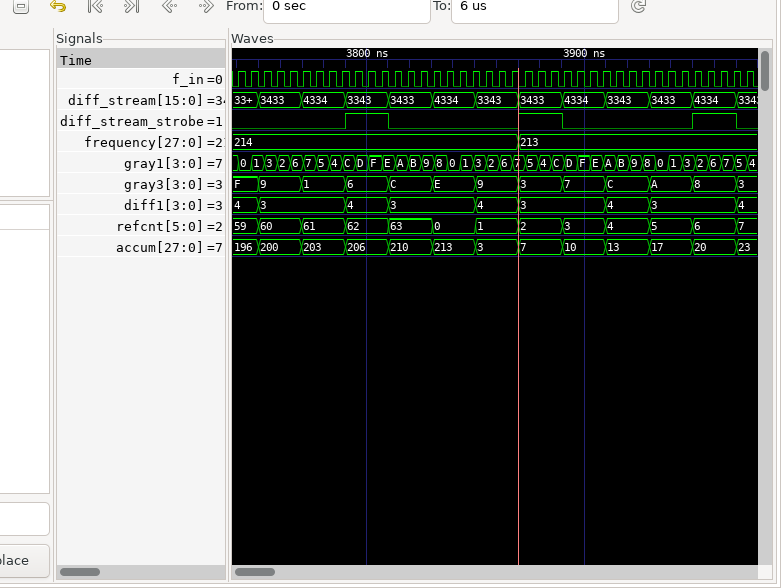 From: 0 sec To: 6 us
Signals Waves
Time 3800 ns 3900 ns
f_in=0
diff_stream[15:0]=34 33+ 3433 4334 3343 3433 4334 3343 3433 4334 3343 3433 4334 3343
diff_stream_strobe=1
frequency[27:0]=2 214 213
gray1[3:0]=7 0 1 3 2 6 7 5 4 C D F E A B 9 8 0 1 3 2 6 7 5 4 C D F E A B 9 8 0 1 3 2 6 7 5 4
gray3[3:0]=3 F 9 1 6 C E 9 3 7 C A 8 3
diff1[3:0]=3 4 3 4 3 4 3 4 3 4
refcnt[5:0]=2 59 60 61 62 63 0 1 2 3 4 5 6 7
accum[27:0]=7 196 200 203 206 210 213 3 7 10 13 17 20 23
lace